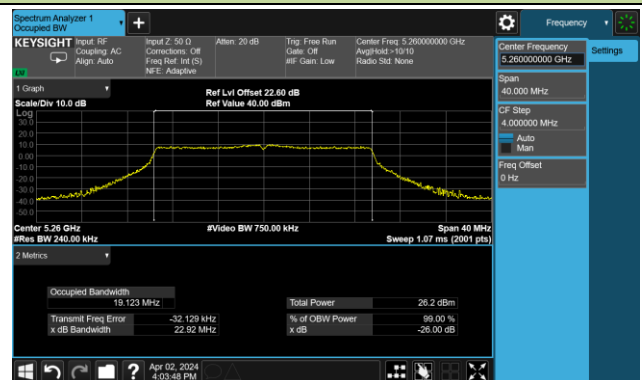 Spectrum Analyzer 1
Occupied BW
+
Frequency
KEYSIGHT
Input: RF
Coupling: AC
Align: Auto
Input Z: 50 Ω
Corrections: Off
Freq Ref: Int (S)
NFE: Adaptive
Atten: 20 dB
Trig: Free Run
Gate: Off
#IF Gain: Low
Center Freq: 5.260000000 GHz
Avg|Hold:>10/10
Radio Std: None
Center Frequency
5.260000000 GHz
Settings
Span
40.000 MHz
CF Step
4.000000 MHz
Auto
Man
Freq Offset
0 Hz
1 Graph
Scale/Div 10.0 dB
Ref Lvl Offset 22.60 dB
Ref Value 40.00 dBm
Log
30.0
20.0
10.0
0.00
-10.0
-20.0
-30.0
-40.0
-50.0
Center 5.26 GHz
#Res BW 240.00 kHz
#Video BW 750.00 kHz
Span 40 MHz
Sweep 1.07 ms (2001 pts)
2 Metrics
Occupied Bandwidth
19.123 MHz
Transmit Freq Error -32.129 kHz
x dB Bandwidth 22.92 MHz
Total Power 26.2 dBm
% of OBW Power 99.00 %
x dB -26.00 dB
?
Apr 02, 2024
4:03:48 PM